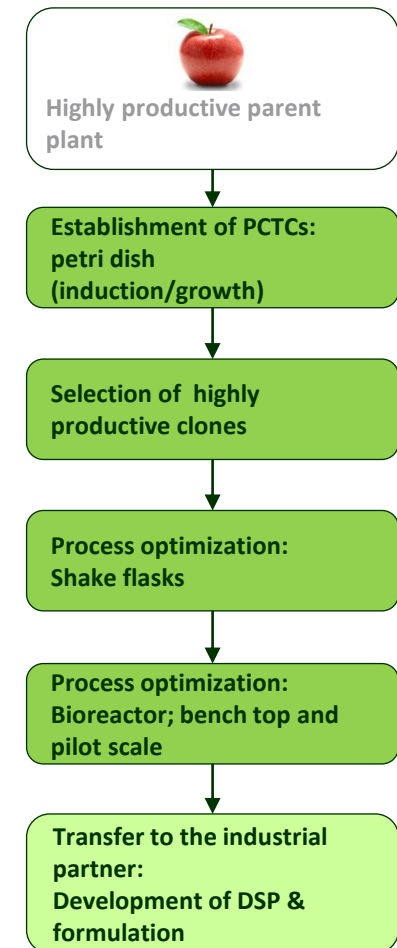 Highly productive parent
plant
Establishment of PCTCs:
petri dish
(induction/growth)
Selection of highly
productive clones
Process optimization:
Shake flasks
Process optimization:
Bioreactor; bench top and
pilot scale
Transfer to the industrial
partner:
Development of DSP &
formulation